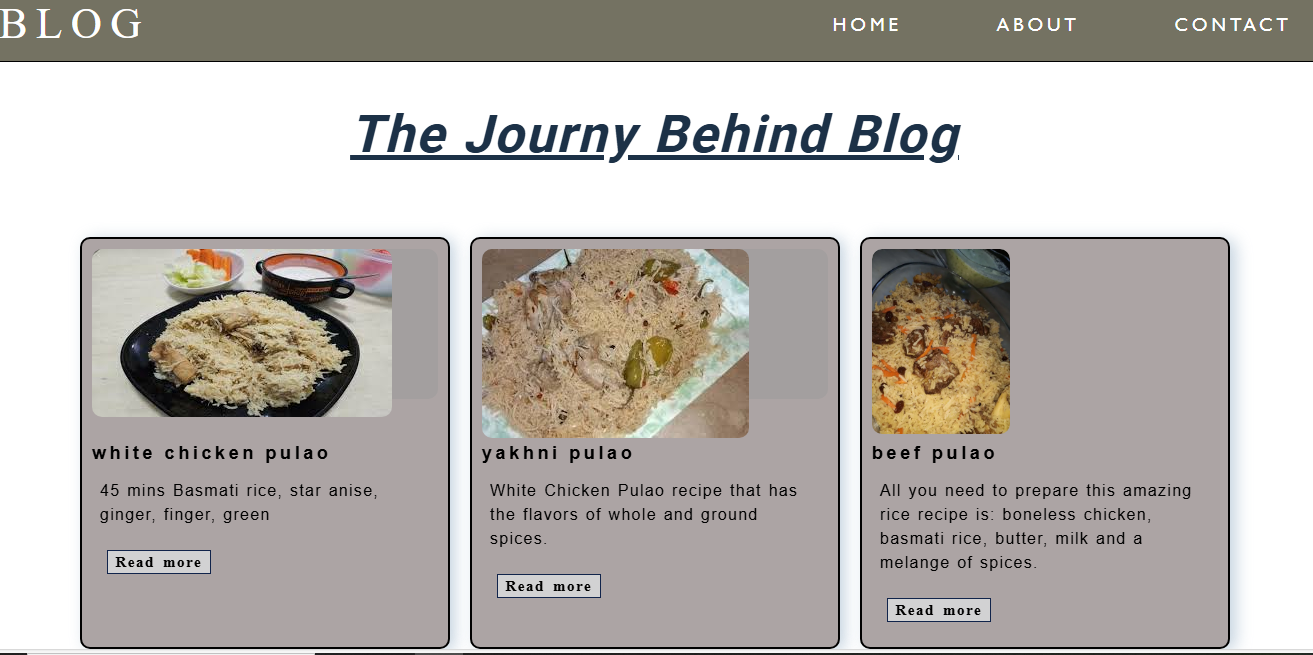 BLOG
HOME ABOUT CONTACT
The Journy Behind Blog
white chicken pulao
45 mins Basmati rice, star anise,
ginger, finger, green
Read more
yakhni pulao
White Chicken Pulao recipe that has
the flavors of whole and ground
spices.
Read more
beef pulao
All you need to prepare this amazing
rice recipe is: boneless chicken,
basmati rice, butter, milk and a
melange of spices.
Read more